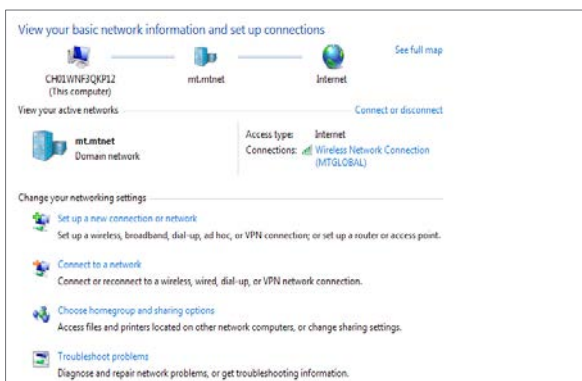 View your basic network information and set up connections
See full map
CH01WNF3QKP12
(This computer)
mt.mtnet
Internet
View your active networks
Connect or disconnect
mt.mtnet
Domain network
Access type: Internet
Connections: Wireless Network Connection
(MTGLOBAL)
Change your networking settings
Set up a new connection or network
Set up a wireless, broadband, dial-up, ad hoc, or VPN connection; or set up a router or access point.
Connect to a network
Connect or reconnect to a wireless, wired, dial-up, or VPN network connection.
Choose homegroup and sharing options
Access files and printers located on other network computers, or change sharing settings.
Troubleshoot problems
Diagnose and repair network problems, or get troubleshooting information.